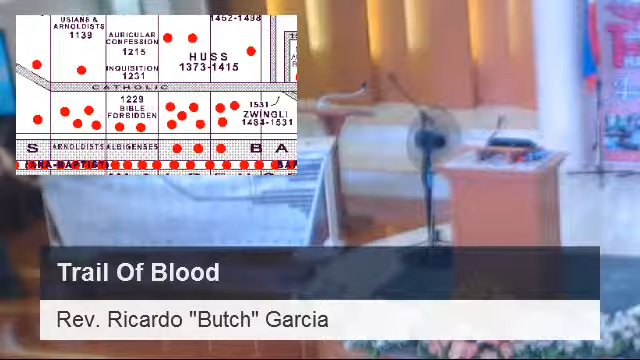 1452-1498
USIANS &
ARNOLDISTS
1139
AURICULAR
CONFESSION
1215
INQUISITION
1231
HUSS
1373-1415
CATHOLIC
1229
BIBLE
FORBIDDEN
1531
ZWINGLI
1484-1531
S ARNOLDISTS ALBIGENSES B A
(ANA-BAPTIST)
Trail Of Blood
Rev. Ricardo "Butch" Garcia